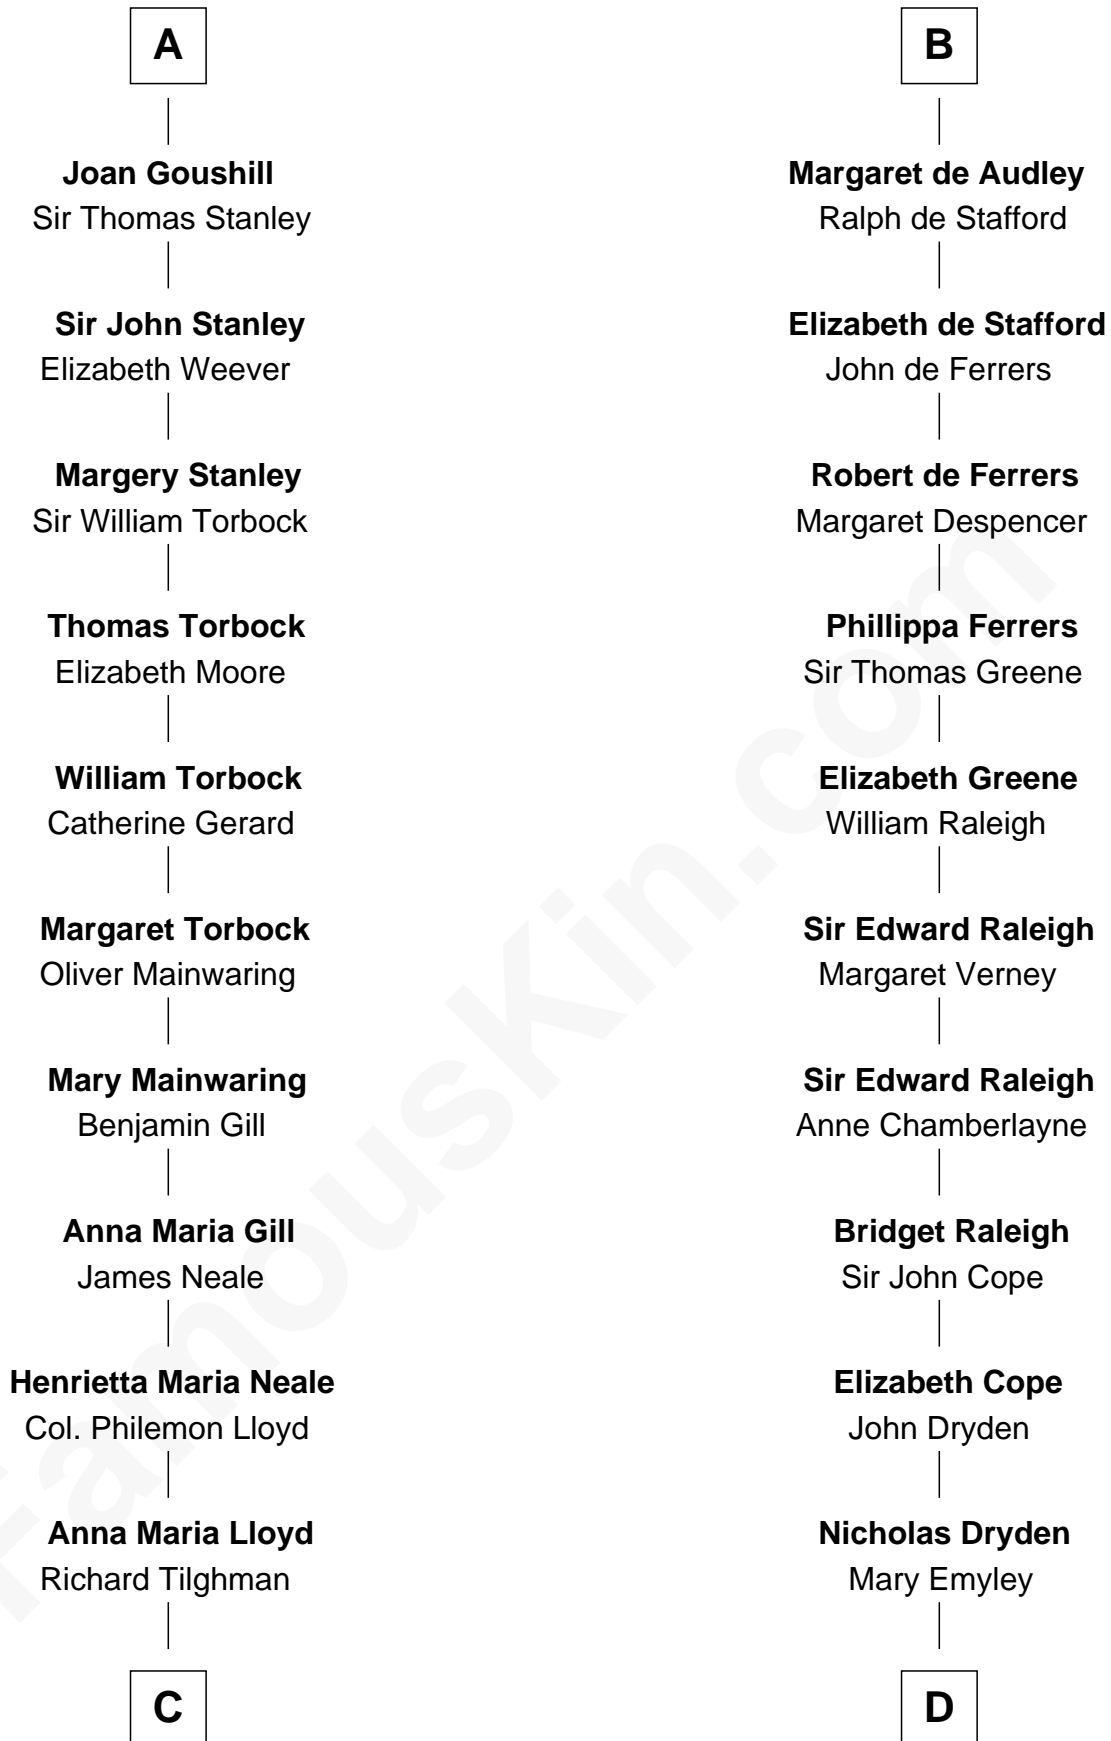 A
Joan Goushill
Sir Thomas Stanley
Sir John Stanley
Elizabeth Weever
Margery Stanley
Sir William Torbock
Thomas Torbock
Elizabeth Moore
William Torbock
Catherine Gerard
Margaret Torbock
Oliver Mainwaring
Mary Mainwaring
Benjamin Gill
Anna Maria Gill
James Neale
Henrietta Maria Neale
Col. Philemon Lloyd
Anna Maria Lloyd
Richard Tilghman
C
B
Margaret de Audley
Ralph de Stafford
Elizabeth de Stafford
John de Ferrers
Robert de Ferrers
Margaret Despencer
Phillippa Ferrers
Sir Thomas Greene
Elizabeth Greene
William Raleigh
Sir Edward Raleigh
Margaret Verney
Sir Edward Raleigh
Anne Chamberlayne
Bridget Raleigh
Sir John Cope
Elizabeth Cope
John Dryden
Nicholas Dryden
Mary Emyley
D
FamousKin.com